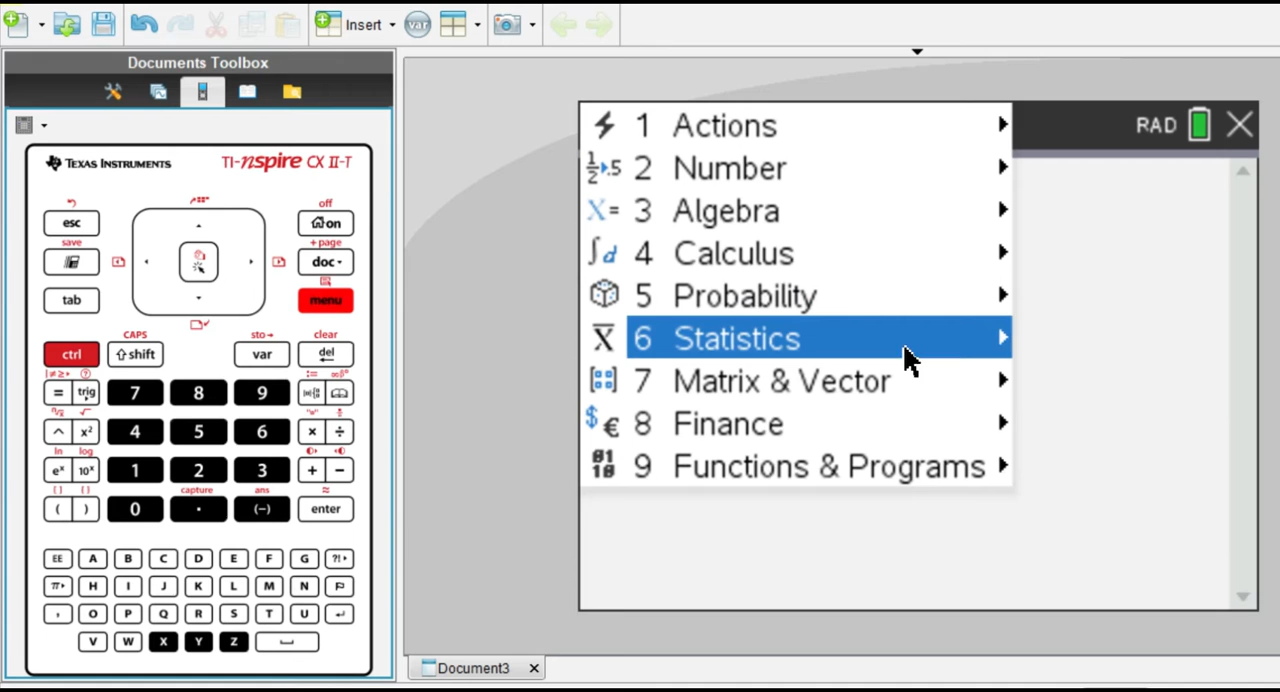 Insert
var
Documents Toolbox
TEXAS INSTRUMENTS
TI-nspire CX II-T
esc
off
on
save
+ page
doc
tab
menu
CAPS
sto→
clear
ctrl
shift
var
del
= trig 7 8 9
^ x² 4 5 6 × ÷
ln log
eˣ 10ˣ 1 2 3 + −
{ } { }
capture
ans
≈
( ) 0 . (−) enter
EE A B C D E F G ?!
π H I J K L M N
, O P Q R S T U
V W X Y Z
1 Actions
RAD
2 Number
X= 3 Algebra
∫d 4 Calculus
5 Probability
X̅ 6 Statistics
7 Matrix & Vector
$€ 8 Finance
9 Functions & Programs
Document3